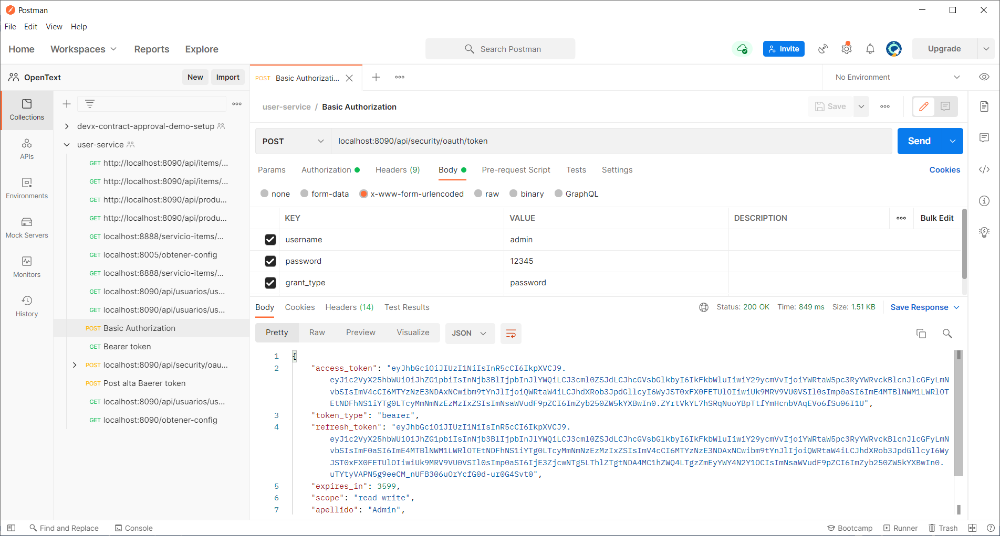 Postman
File Edit View Help
Home Workspaces Reports Explore
Search Postman
Invite
Upgrade
OpenText
New Import
POST Basic Authorizati...
No Environment
Collections
APIs
Environments
Mock Servers
Monitors
History
devx-contract-approval-demo-setup
user-service
GET http://localhost:8090/api/items/...
GET http://localhost:8090/api/items/...
GET http://localhost:8090/api/produ...
GET http://localhost:8090/api/produ...
GET localhost:8888/servicio-items/...
GET localhost:8005/obtener-config
GET localhost:8888/servicio-items/...
GET localhost:8090/api/usuarios/us...
GET localhost:8090/api/usuarios/us...
POST Basic Authorization
GET Bearer token
POST localhost:8090/api/security/oau...
POST Post alta Baerer token
GET localhost:8090/api/usuarios/us...
GET localhost:8090/obtener-config
user-service / Basic Authorization
Save
POST localhost:8090/api/security/oauth/token
Send
Params Authorization Headers (9) Body Pre-request Script Tests Settings Cookies
none form-data x-www-form-urlencoded raw binary GraphQL
KEY VALUE DESCRIPTION Bulk Edit
username admin
password 12345
grant_type password
Body Cookies Headers (14) Test Results Status: 200 OK Time: 849 ms Size: 1.51 KB Save Response
Pretty Raw Preview Visualize JSON
1 {
2 "access_token": "eyJhbGciOiJIUzI1NiIsInR5cCI6IkpXVCJ9.
3 "token_type": "bearer",
4 "refresh_token": "eyJhbGciOiJIUzI1NiIsInR5cCI6IkpXVCJ9.
5 "expires_in": 3599,
6 "scope": "read write",
7 "apellido": "Admin",
Find and Replace Console
Bootcamp Runner Trash